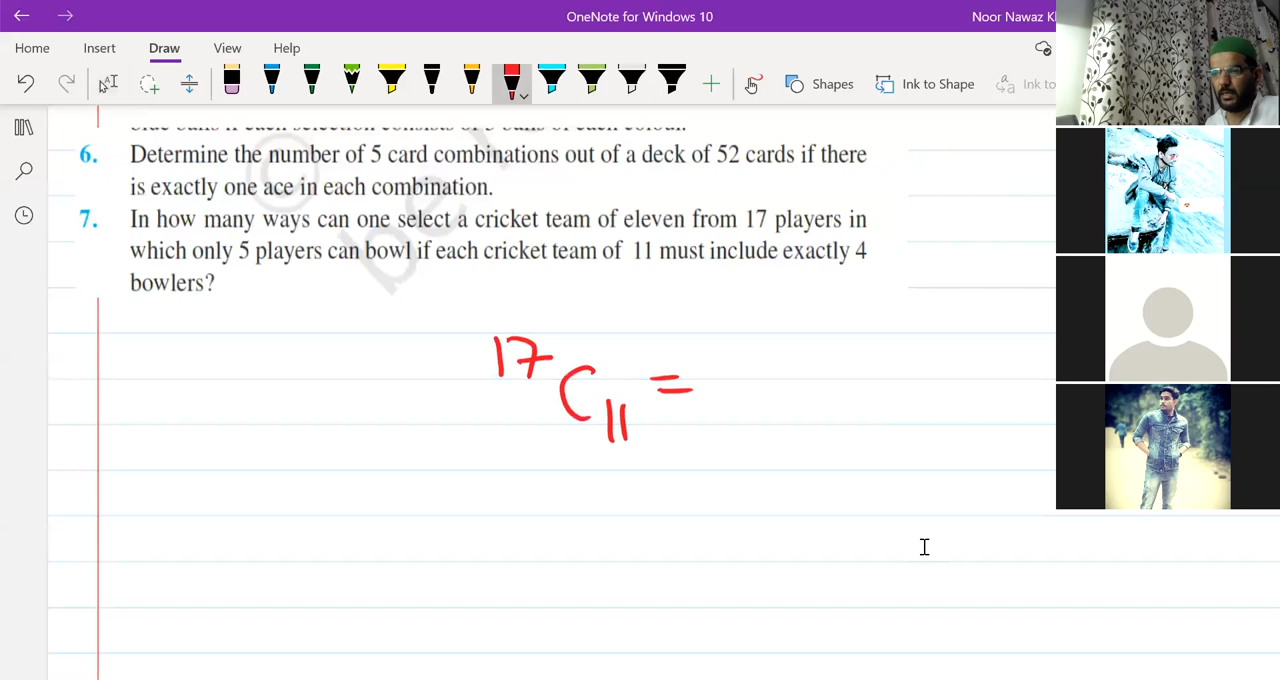 OneNote for Windows 10
Noor Nawaz K
Home Insert Draw View Help
Shapes Ink to Shape Ink to
6. Determine the number of 5 card combinations out of a deck of 52 cards if there
is exactly one ace in each combination.
7. In how many ways can one select a cricket team of eleven from 17 players in
which only 5 players can bowl if each cricket team of 11 must include exactly 4
bowlers?
17C11 =